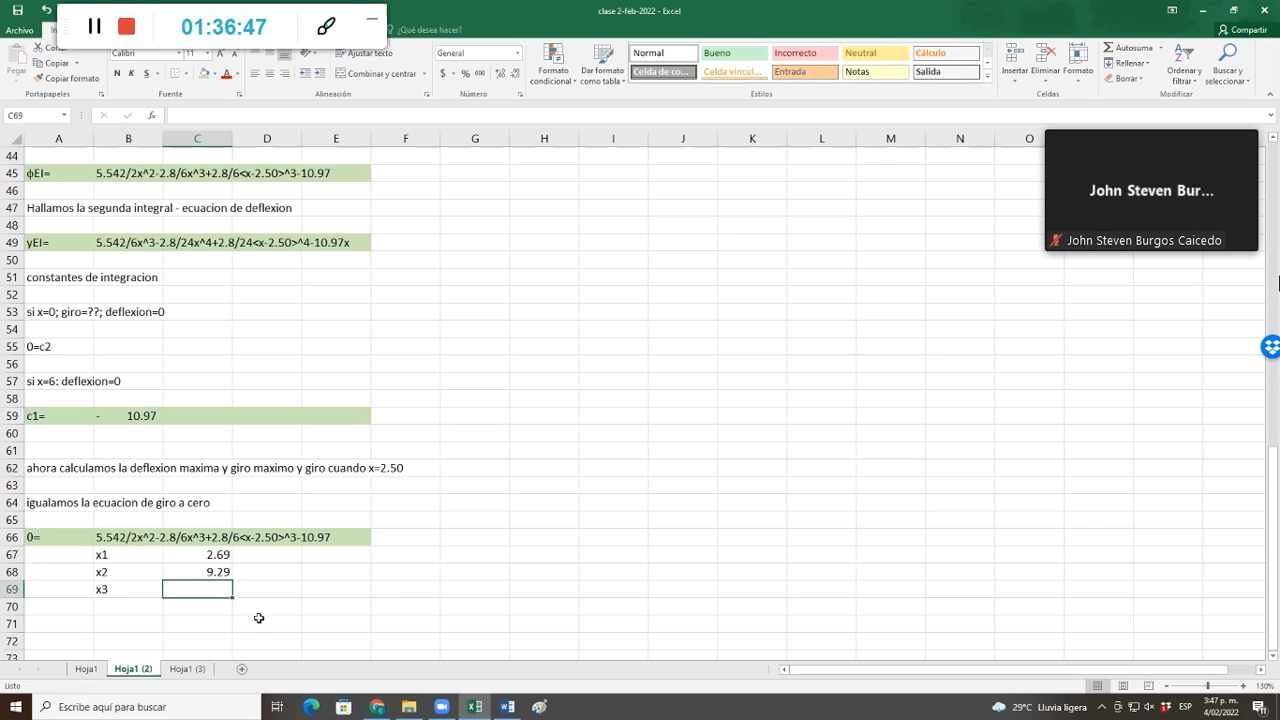 clase 2-feb-2022 - Excel
01:36:47
Archivo
¿Qué desea hacer?
Compartir
Cortar
Copiar
Copiar formato
Pegar
Portapapeles
Calibri
11
N K S
Fuente
Combinar y centrar
Alineación
General
$ % 000
Número
Formato condicional
Dar formato como tabla
Normal
Bueno
Incorrecto
Neutral
Cálculo
Celda de co...
Celda vincul...
Entrada
Notas
Salida
Estilos
Insertar
Eliminar
Formato
Celdas
Autosuma
Rellenar
Borrar
Ordenar y filtrar
Buscar y seleccionar
Modificar
C69
fx
A B C D E F G H I J K L M N O
44
45 ϕEI= 5.542/2x^2-2.8/6x^3+2.8/6<x-2.50>^3-10.97
46
47 Hallamos la segunda integral - ecuacion de deflexion
48
49 yEI= 5.542/6x^3-2.8/24x^4+2.8/24<x-2.50>^4-10.97x
50
51 constantes de integracion
52
53 si x=0; giro=??; deflexion=0
54
55 0=c2
56
57 si x=6: deflexion=0
58
59 c1= - 10.97
60
61
62 ahora calculamos la deflexion maxima y giro maximo y giro cuando x=2.50
63
64 igualamos la ecuacion de giro a cero
65
66 0= 5.542/2x^2-2.8/6x^3+2.8/6<x-2.50>^3-10.97
67 x1 2.69
68 x2 9.29
69 x3
70
71
72
73
John Steven Bur...
John Steven Burgos Caicedo
Hoja1
Hoja1 (2)
Hoja1 (3)
Listo
130%
Escribe aquí para buscar
29°C Lluvia ligera
ESP
3:47 p. m.
4/02/2022